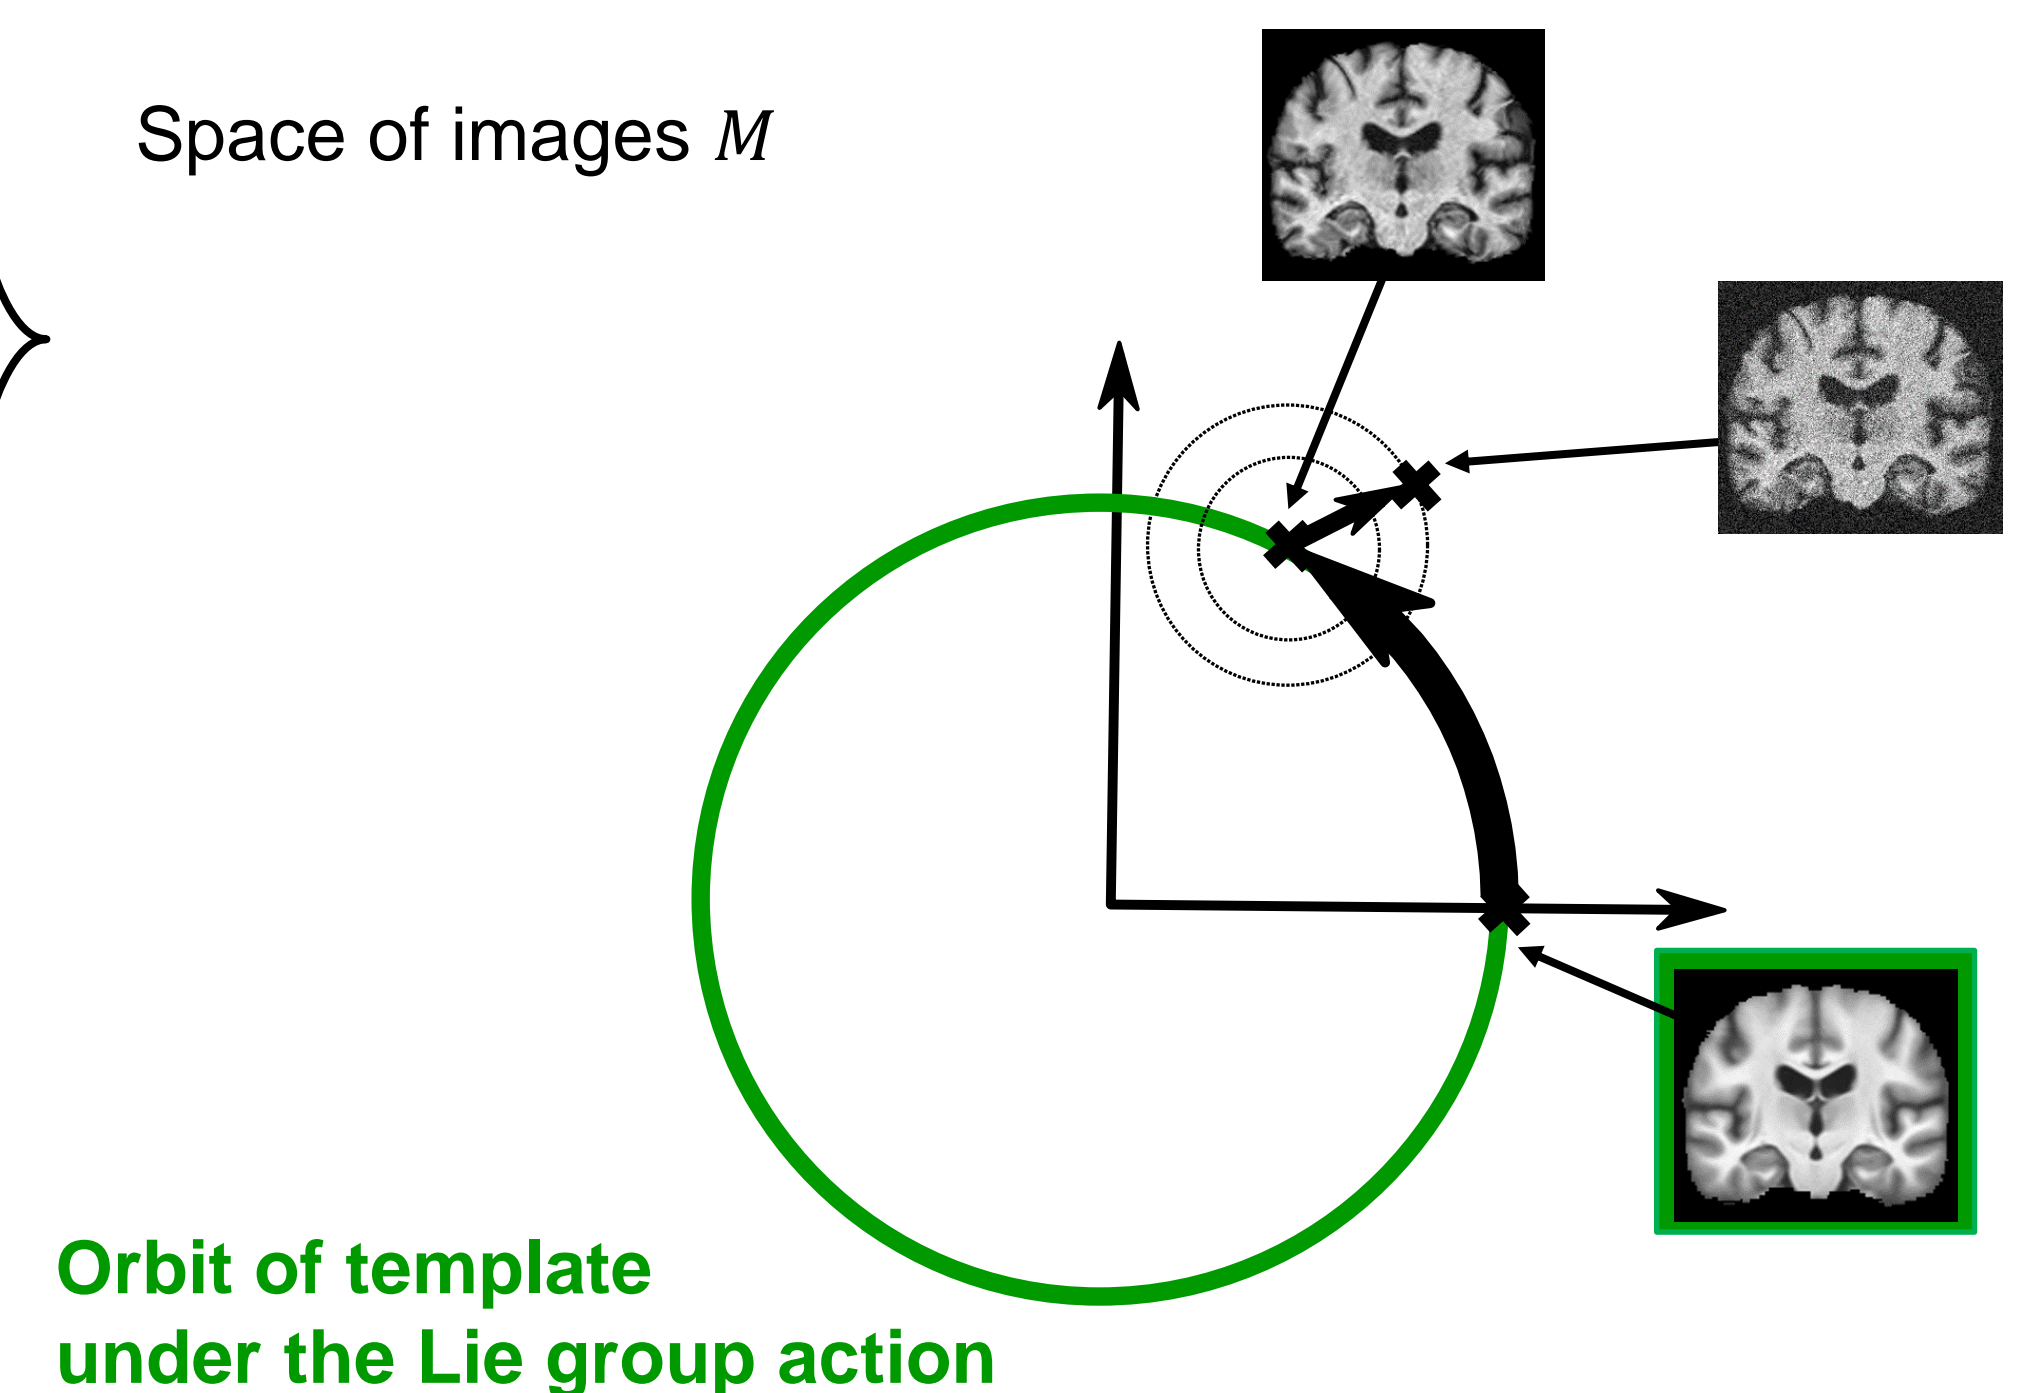 Space of images M
Orbit of template
under the Lie group action